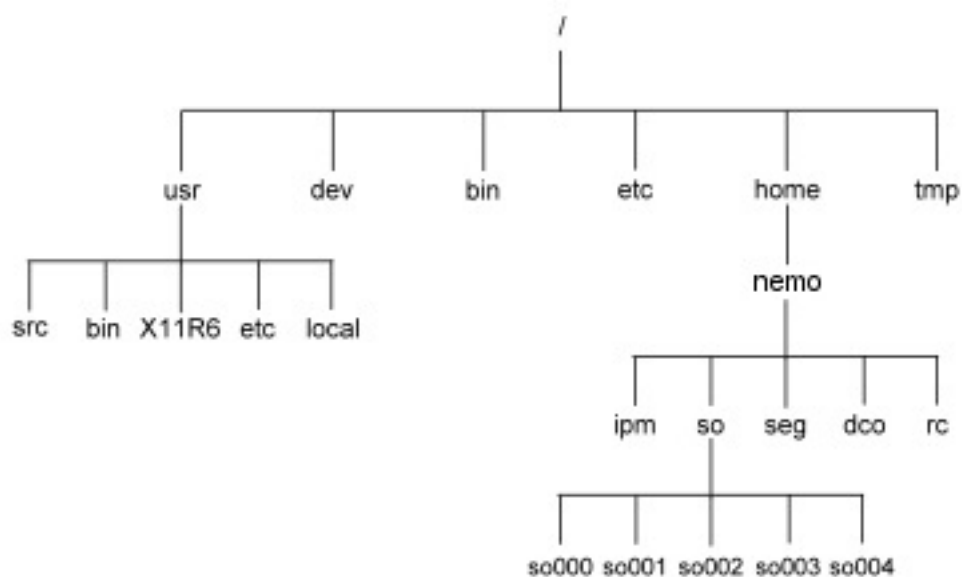 /
usr dev bin etc home tmp
nemo
src bin X11R6 etc local
ipm so seg dco rc
so000 so001 so002 so003 so004